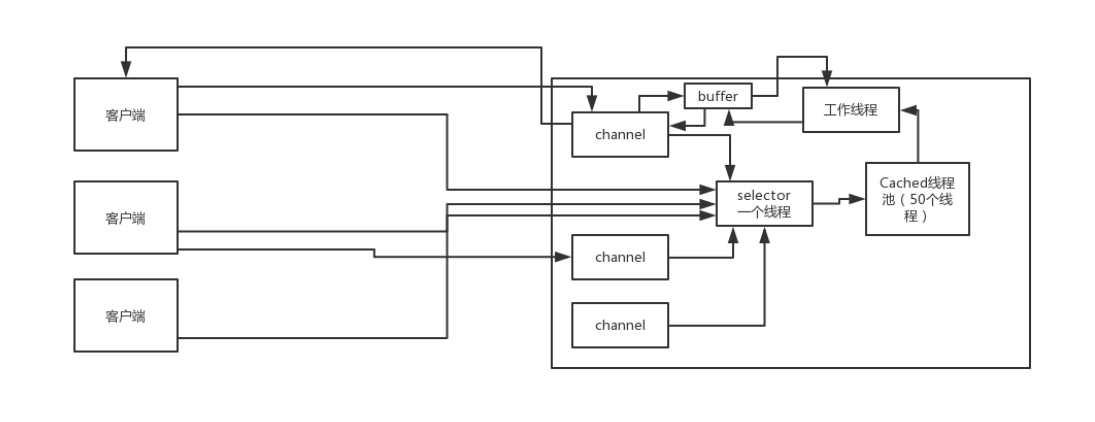 客户端
buffer
工作线程
channel
Cached线程
池（50个线
程）
客户端
selector
一个线程
channel
客户端
channel